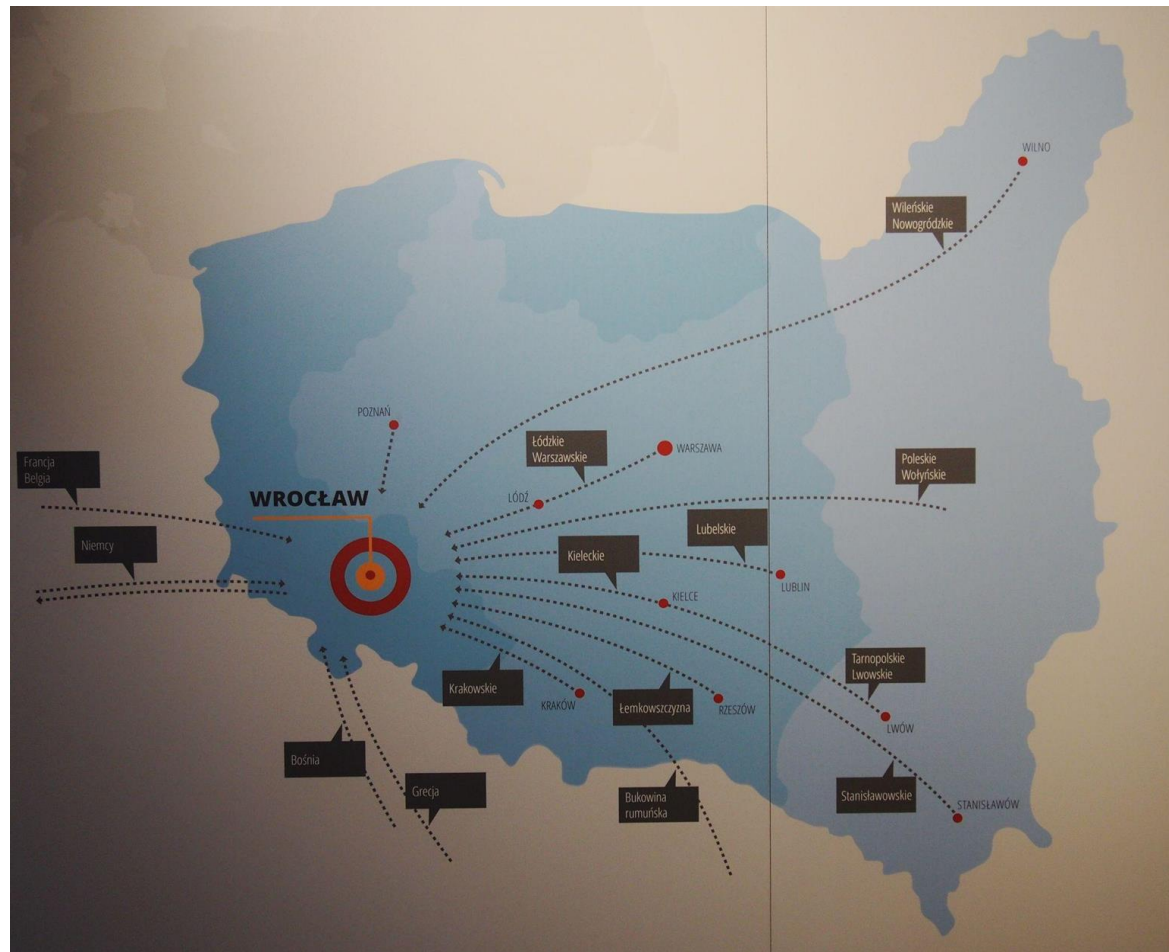 WILNO
Wileńskie
Nowogródzkie
POZNAŃ
Łódzkie
Warszawskie
WARSZAWA
Francja
Belgia
Poleskie
Wołyńskie
WROCŁAW
ŁÓDŹ
Lubelskie
Niemcy
Kieleckie
LUBLIN
KIELCE
Tarnopolskie
Lwowskie
Krakowskie
KRAKÓW
Łemkowszczyzna
RZESZÓW
LWÓW
Bośnia
Grecja
Bukowina
rumuńska
Stanisławowskie
STANISŁAWÓW